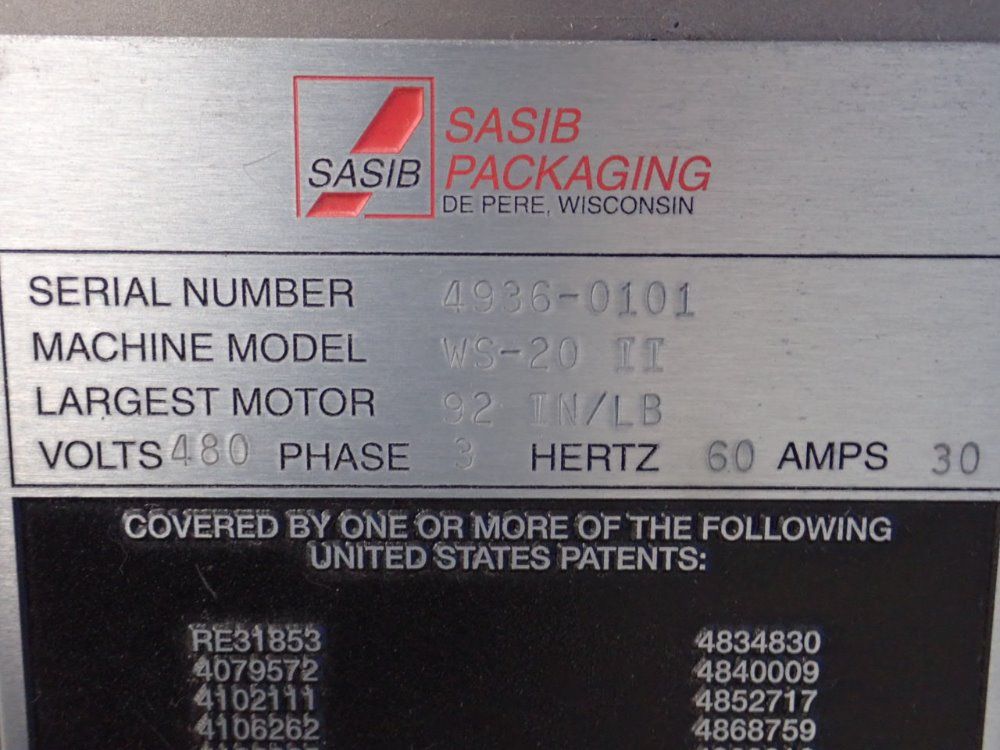 SASIB
SASIB
PACKAGING
DE PERE, WISCONSIN
SERIAL NUMBER 4936-0101
MACHINE MODEL WS-20 II
LARGEST MOTOR 92 IN/LB
VOLTS 480 PHASE 3 HERTZ 60 AMPS 30
COVERED BY ONE OR MORE OF THE FOLLOWING
UNITED STATES PATENTS:
RE31853 4834830
4079572 4840009
4102111 4852717
4106262 4868759